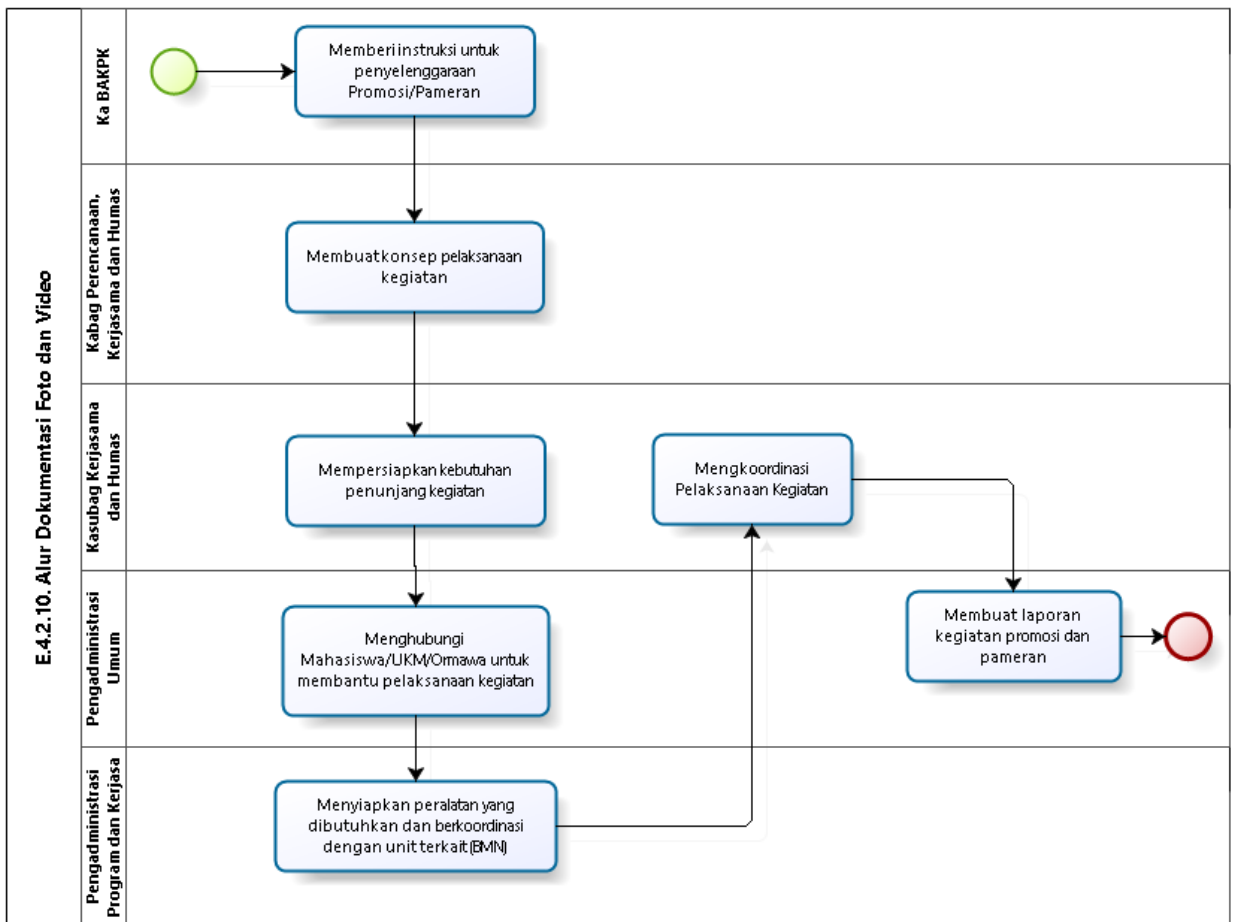 E.4.2.10. Alur Dokumentasi Foto dan Video
Ka BAKPK
Memberi instruksi untuk
penyelenggaraan
Promosi/Pameran
Kabag Perencanaan,
Kerjasama dan Humas
Membuat konsep pelaksanaan
kegiatan
Kasubag Kerjasama
dan Humas
Mempersiapkan kebutuhan
penunjang kegiatan
Mengkoordinasi
Pelaksanaan Kegiatan
Pengadministrasi
Umum
Menghubungi
Mahasiswa/UKM/Ormawa untuk
membantu pelaksanaan kegiatan
Membuat laporan
kegiatan promosi dan
pameran
Pengadministrasi
Program dan Kerjasa
Menyiapkan peralatan yang
dibutuhkan dan berkoordinasi
dengan unit terkait (BMN)